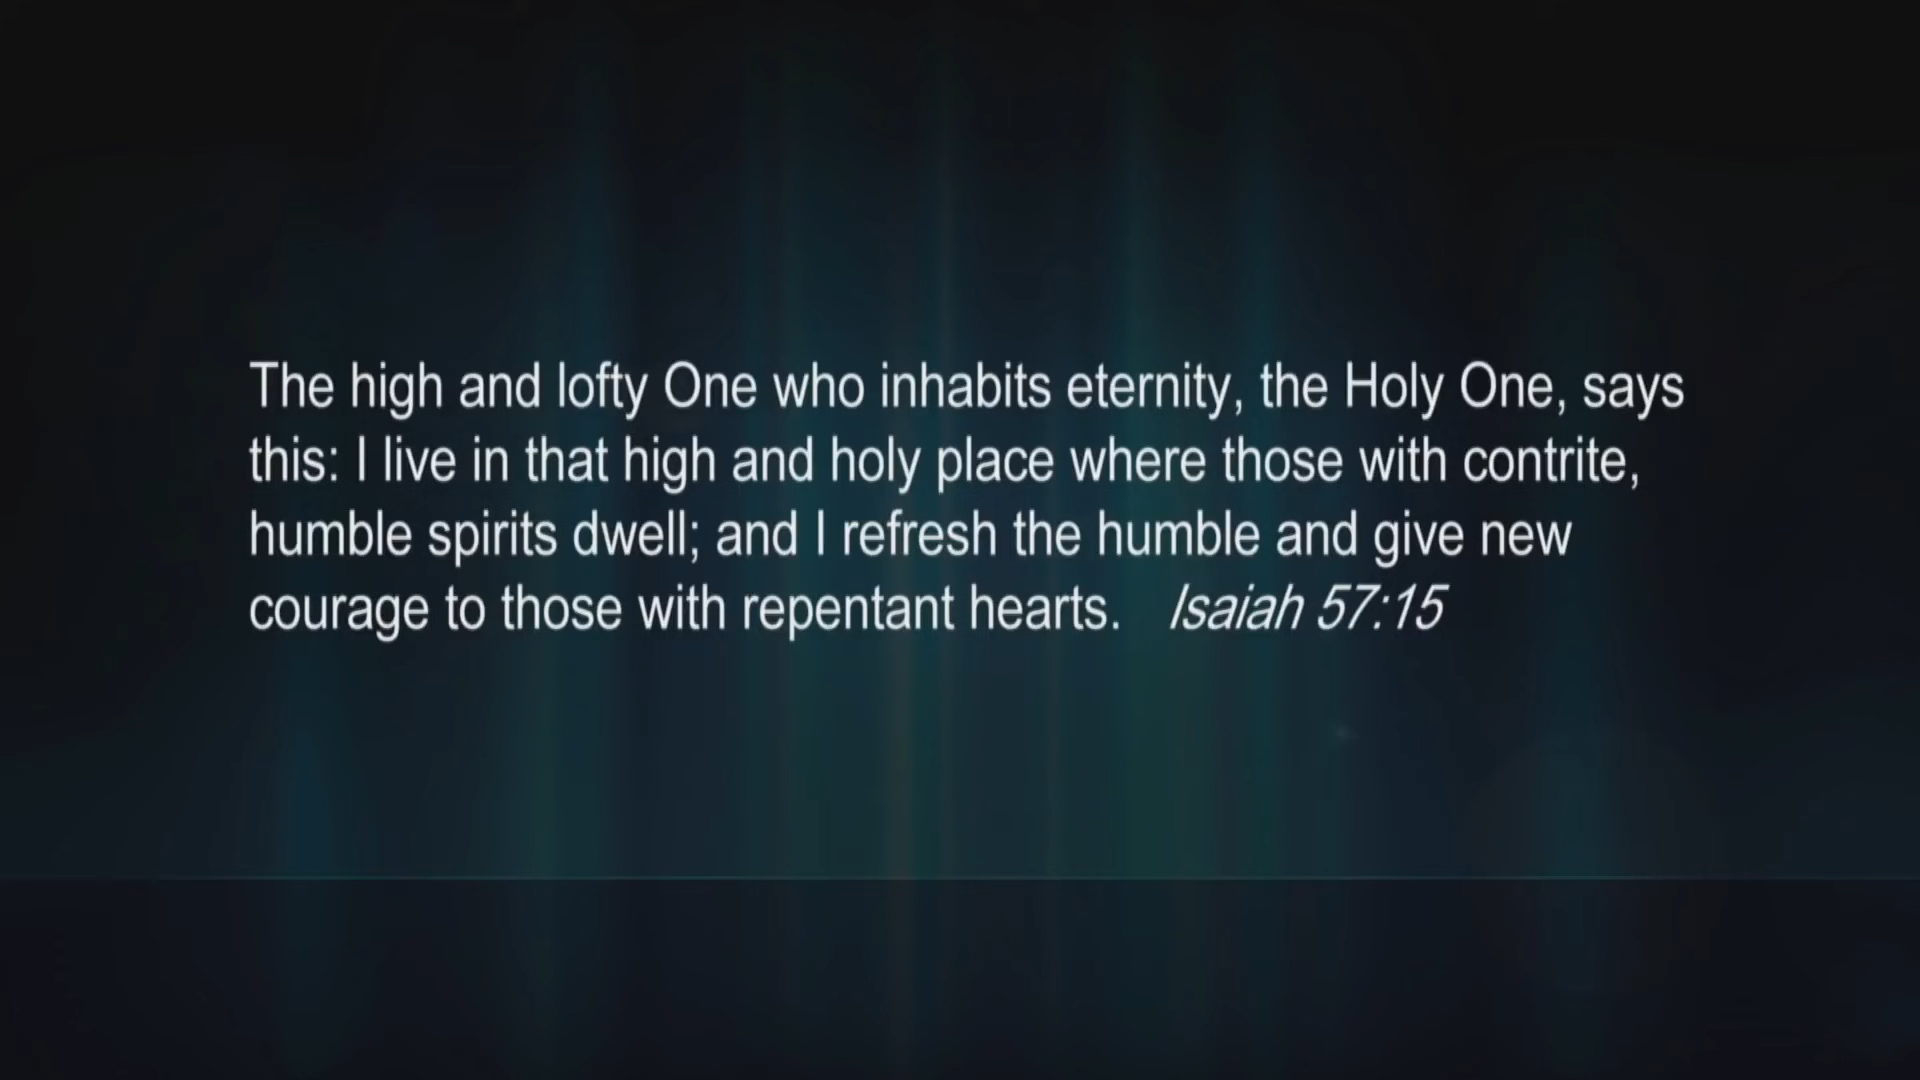 The high and lofty One who inhabits eternity, the Holy One, says
this: I live in that high and holy place where those with contrite,
humble spirits dwell; and I refresh the humble and give new
courage to those with repentant hearts. Isaiah 57:15